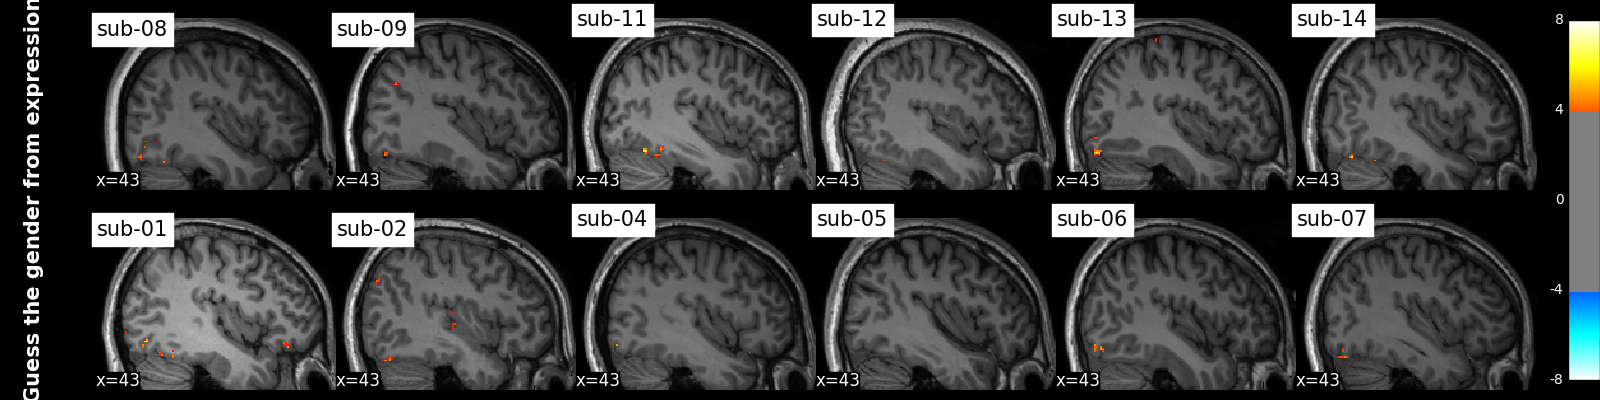 Guess the gender from expression
sub-08
sub-09
sub-11
sub-12
sub-13
sub-14
x=43
x=43
x=43
x=43
x=43
x=43
sub-01
sub-02
sub-04
sub-05
sub-06
sub-07
x=43
x=43
x=43
x=43
x=43
x=43
8
4
0
-4
-8